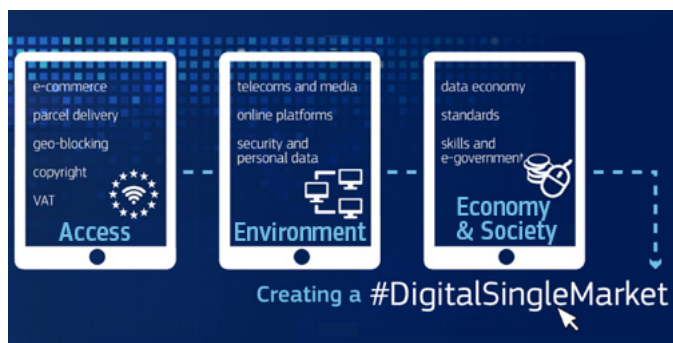 e-commerce
parcel delivery
geo-blocking
copyright
VAT
Access
telecoms and media
online platforms
security and
personal data
Environment
data economy
standards
skills and
e-government
Economy
& Society
Creating a #DigitalSingleMarket